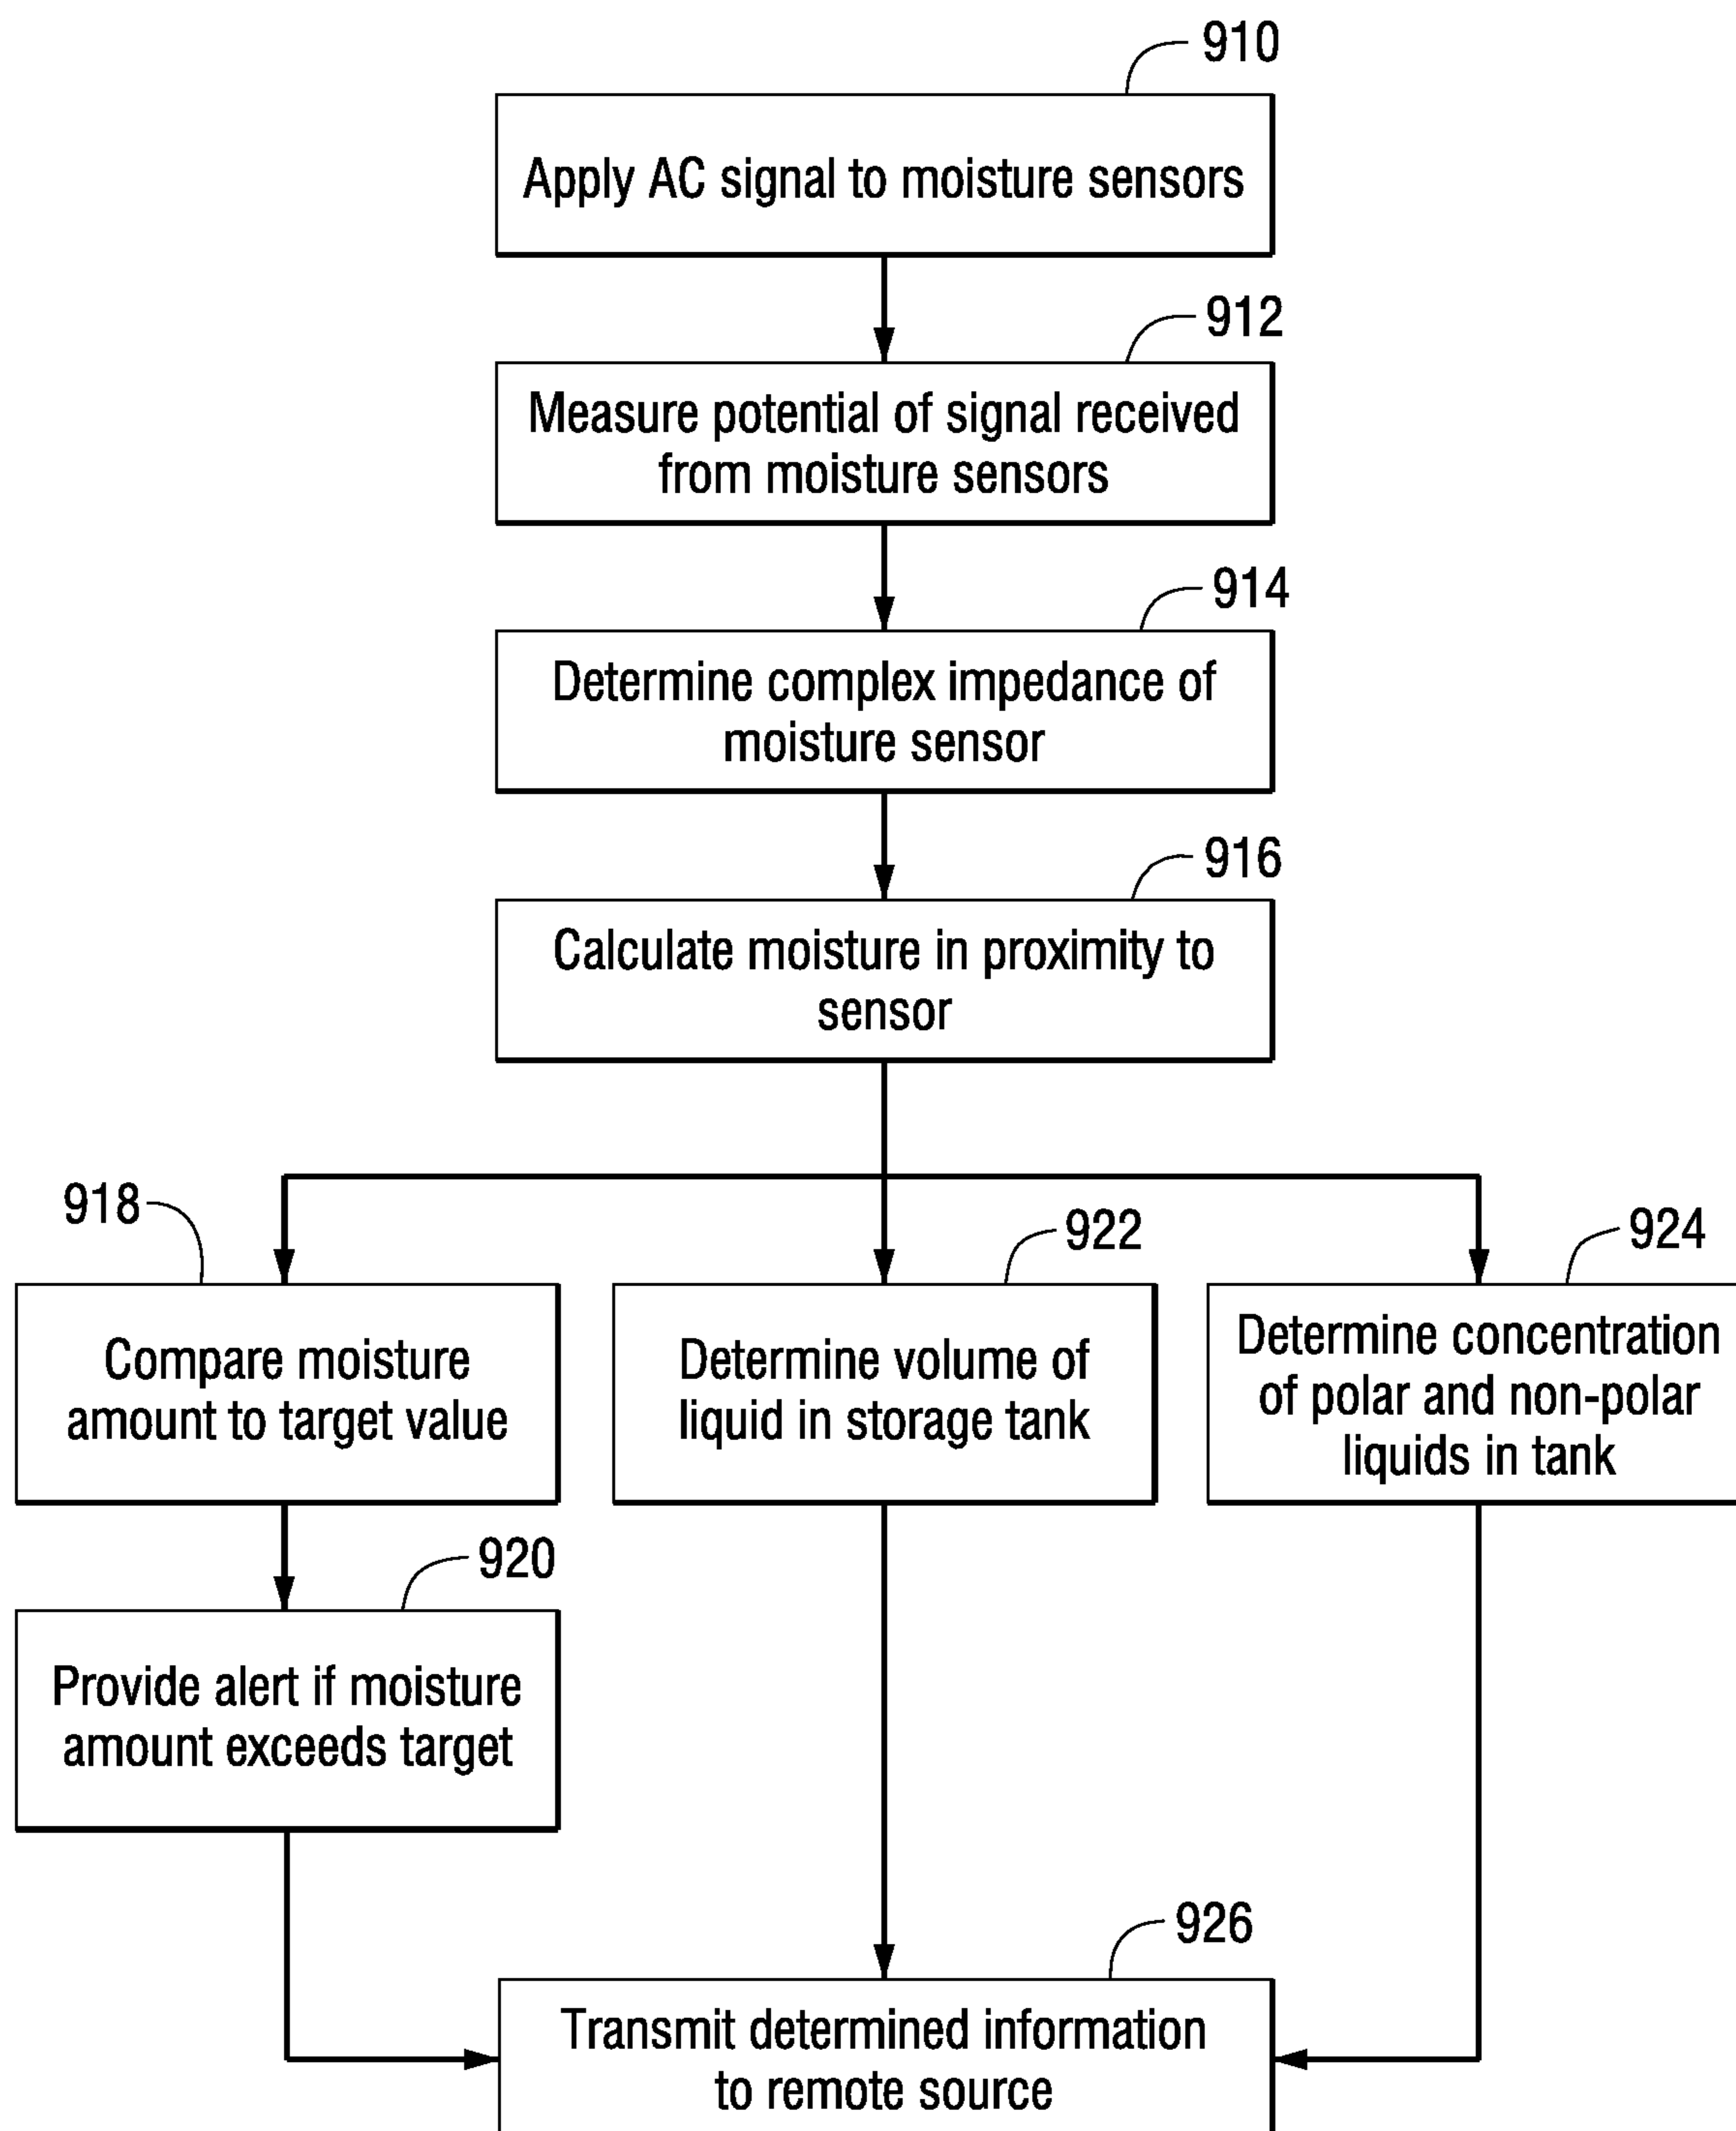 910
Apply AC signal to moisture sensors
912
Measure potential of signal received
from moisture sensors
914
Determine complex impedance of
moisture sensor
916
Calculate moisture in proximity to
sensor
918
Compare moisture
amount to target value
922
Determine volume of
liquid in storage tank
924
Determine concentration
of polar and non-polar
liquids in tank
920
Provide alert if moisture
amount exceeds target
926
Transmit determined information
to remote source